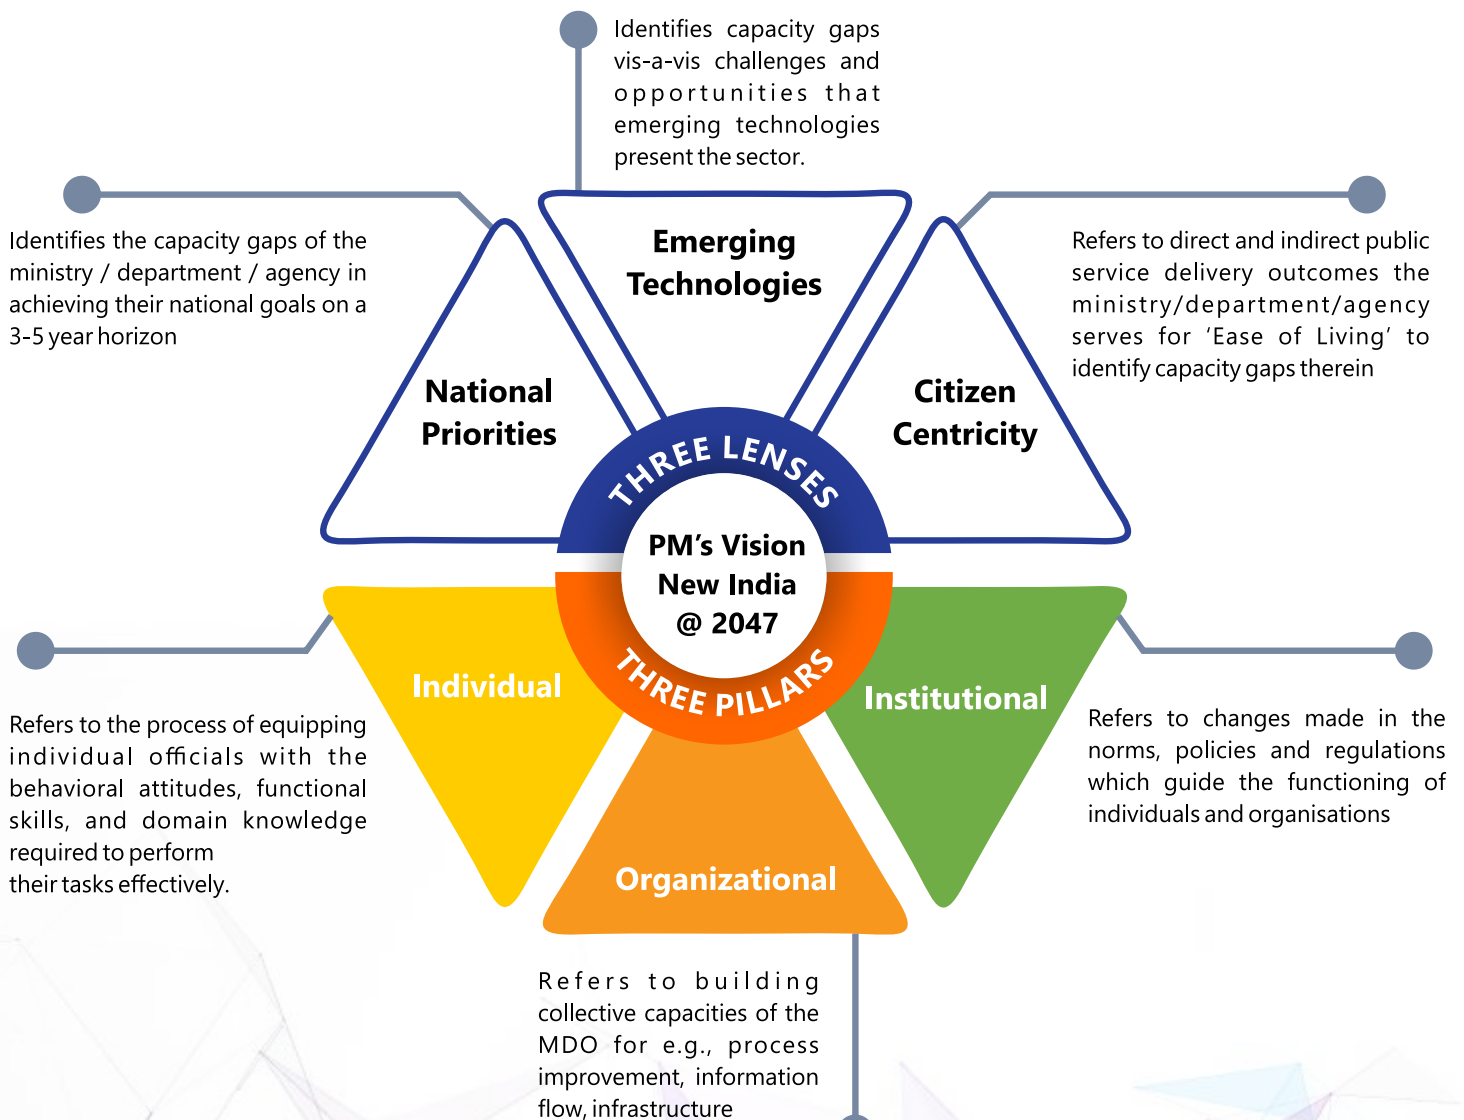 Identifies capacity gaps
vis-a-vis challenges and
opportunities that
emerging technologies
present the sector.
Identifies the capacity gaps of the
ministry / department / agency in
achieving their national goals on a
3-5 year horizon
Emerging
Technologies
Refers to direct and indirect public
service delivery outcomes the
ministry/department/agency
serves for ‘Ease of Living’ to
identify capacity gaps therein
National
Priorities
Citizen
Centricity
THREE LENSES
PM’s Vision
New India
@ 2047
THREE PILLARS
Individual
Institutional
Organizational
Refers to the process of equipping
individual officials with the
behavioral attitudes, functional
skills, and domain knowledge
required to perform
their tasks effectively.
Refers to changes made in the
norms, policies and regulations
which guide the functioning of
individuals and organisations
Refers to building
collective capacities of the
MDO for e.g., process
improvement, information
flow, infrastructure